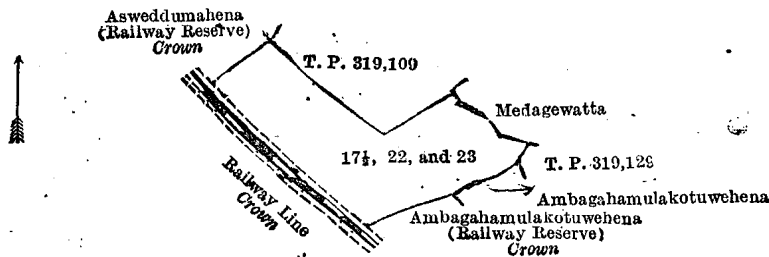 Asweddumahena
(Railway Reserve)
Crown
T. P. 319,109
Medagewatta
17½, 22, and 23
T. P. 319,128
Railway Line
Crown
Ambagahamulakotuwehena
Ambagahamulakotuwehena
(Railway Reserve)
Crown